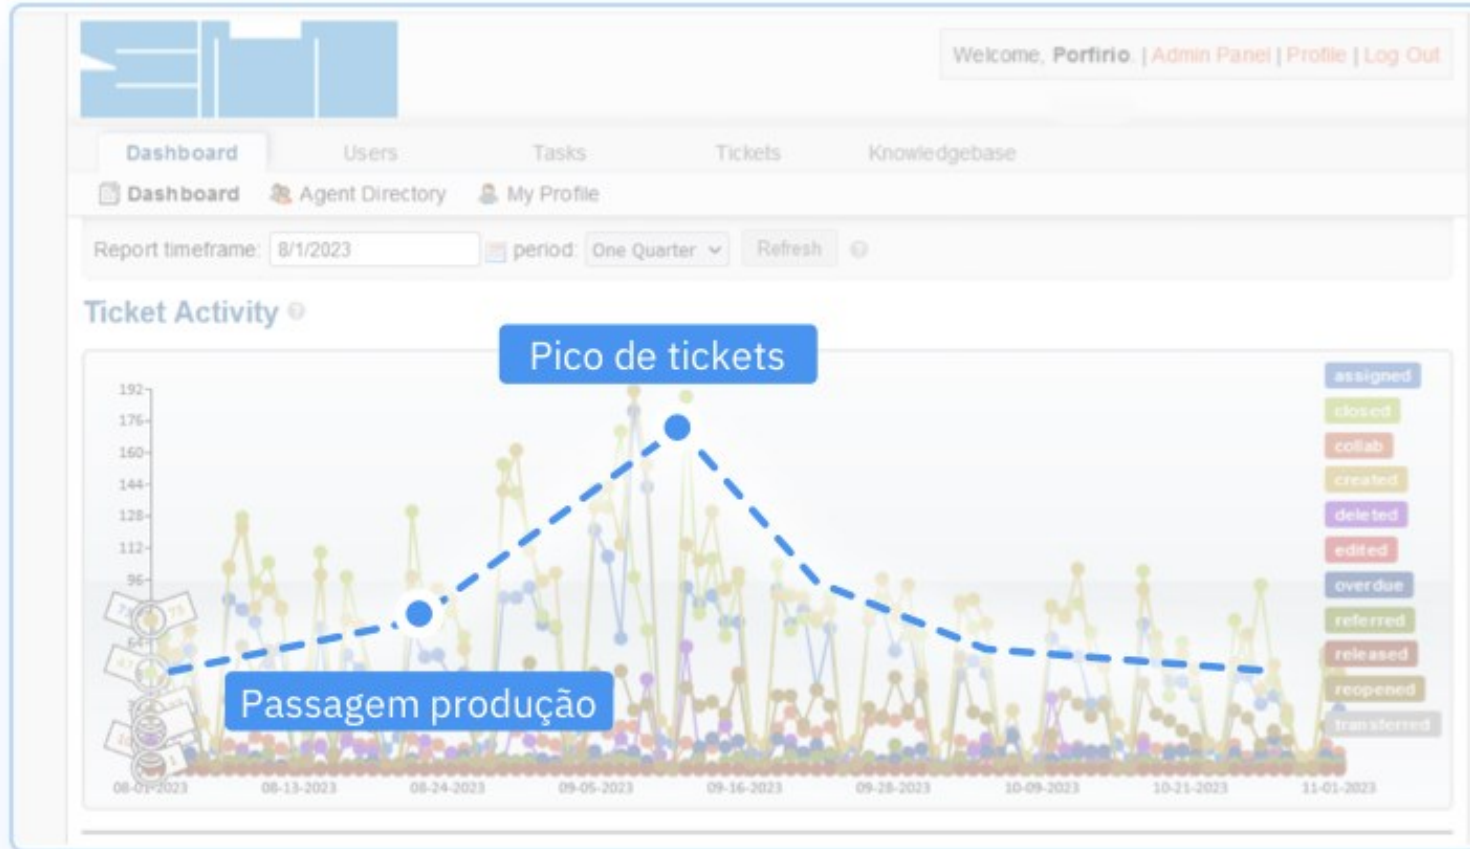 Welcome, Porfirio. | Admin Panel | Profile | Log Out
Dashboard Users Tasks Tickets Knowledgebase
Dashboard Agent Directory My Profile
Report timeframe: 8/1/2023 period: One Quarter Refresh
Ticket Activity
Pico de tickets
192
176
160
144
128
112
96
64
73
assigned
closed
collab
created
deleted
edited
overdue
referred
released
reopened
transferred
Passagem produção
08-01-2023 08-13-2023 08-24-2023 09-05-2023 09-16-2023 09-28-2023 10-09-2023 10-21-2023 11-01-2023